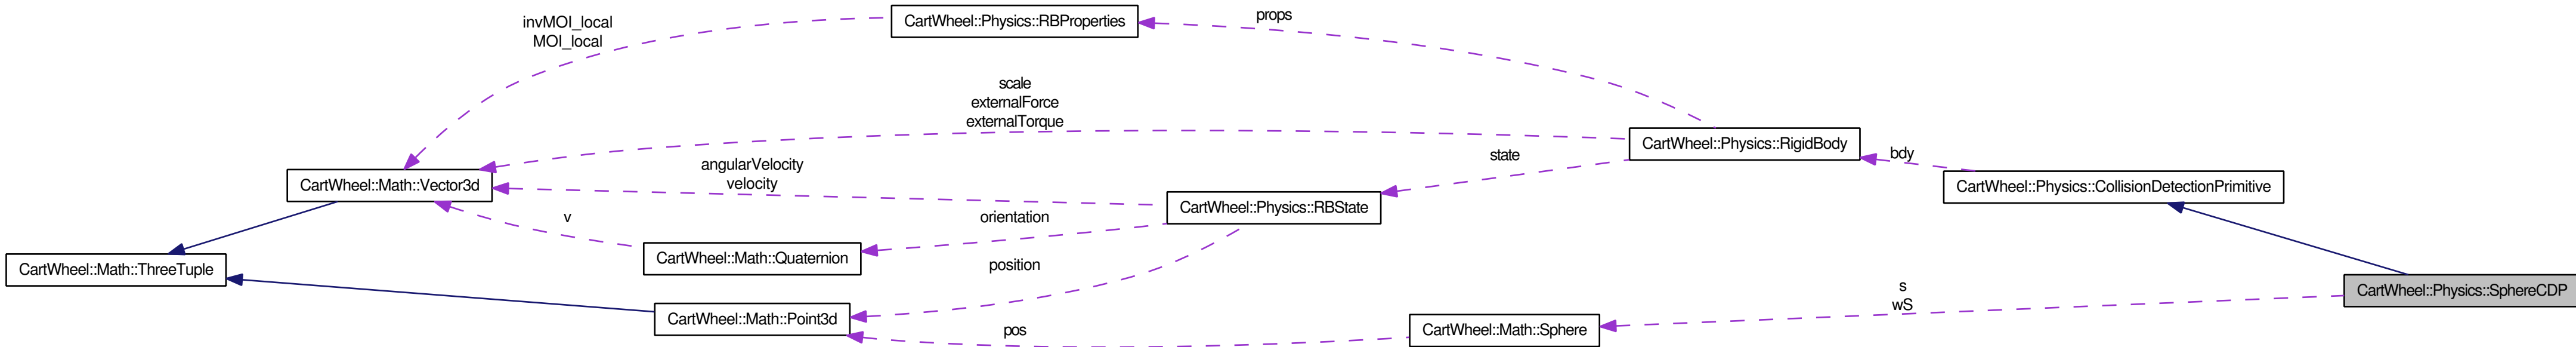 props
CartWheel::Physics::RBProperties
invMOI_local
MOI_local
scale
externalForce
externalTorque
CartWheel::Physics::RigidBody
bdy
state
angularVelocity
velocity
CartWheel::Math::Vector3d
CartWheel::Physics::CollisionDetectionPrimitive
CartWheel::Physics::RBState
v
orientation
CartWheel::Math::Quaternion
position
CartWheel::Math::ThreeTuple
s
wS
CartWheel::Physics::SphereCDP
CartWheel::Math::Point3d
pos
CartWheel::Math::Sphere